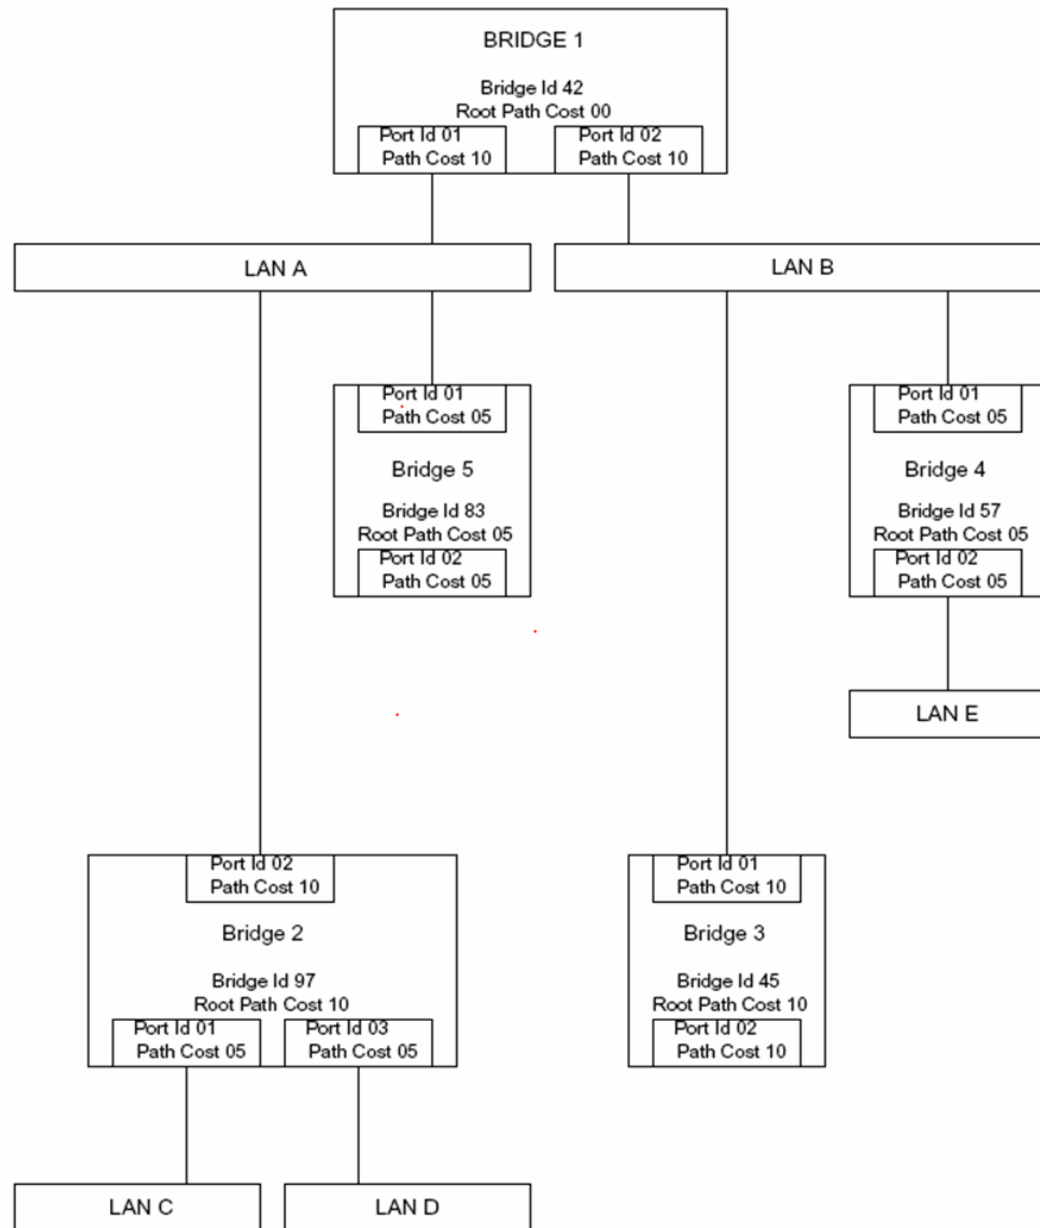 BRIDGE 1
Bridge Id 42
Root Path Cost 00
Port Id 01
Path Cost 10
Port Id 02
Path Cost 10
LAN A
LAN B
Port Id 01
Path Cost 05
Bridge 5
Bridge Id 83
Root Path Cost 05
Port Id 02
Path Cost 05
Port Id 01
Path Cost 05
Bridge 4
Bridge Id 57
Root Path Cost 05
Port Id 02
Path Cost 05
LAN E
Port Id 02
Path Cost 10
Bridge 2
Bridge Id 97
Root Path Cost 10
Port Id 01
Path Cost 05
Port Id 03
Path Cost 05
Port Id 01
Path Cost 10
Bridge 3
Bridge Id 45
Root Path Cost 10
Port Id 02
Path Cost 10
LAN C
LAN D